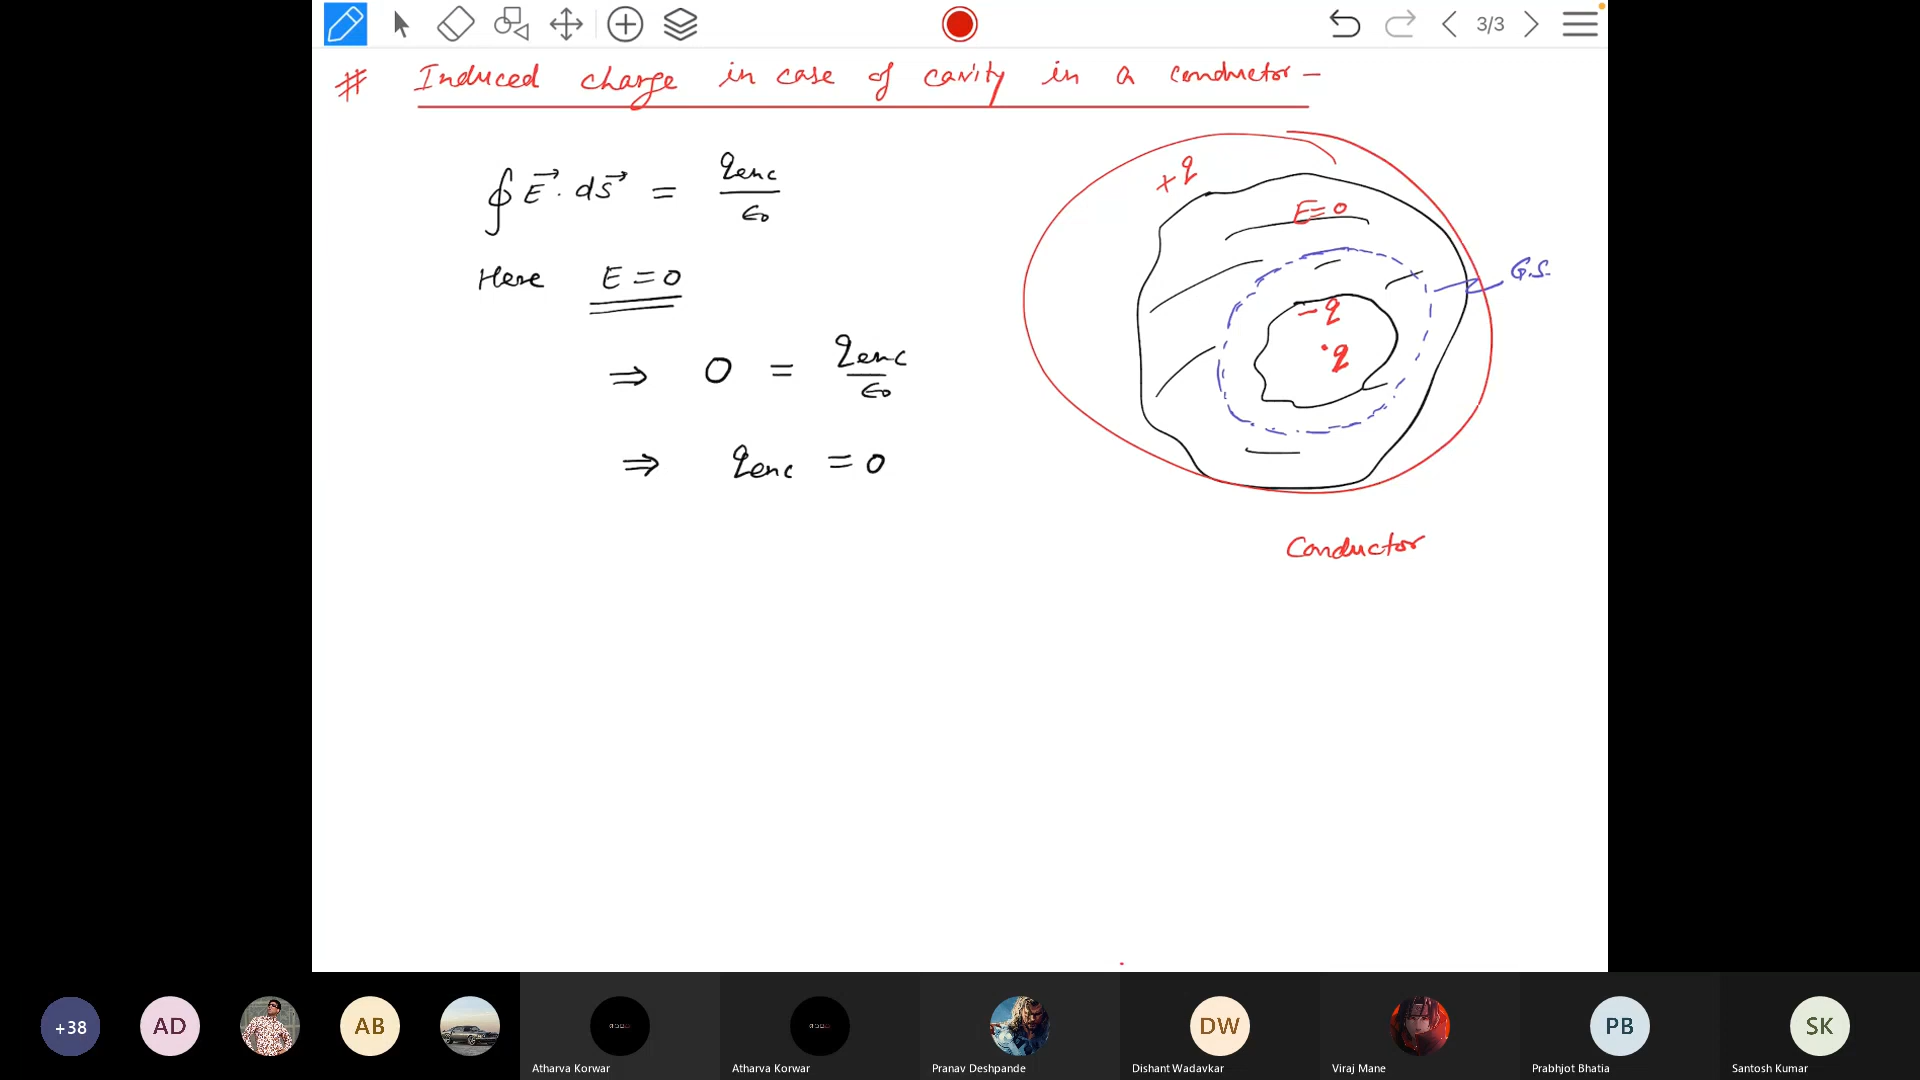 3/3
# Induced charge in case of cavity in a conductor –
∮ E⃗ . dS⃗ = qenc / ε0
Here E = 0
⇒ 0 = qenc / ε0
⇒ qenc = 0
+q
E = 0
G.S.
–q
.q
Conductor
+38
AD
AB
DW
PB
SK
Atharva Korwar
Atharva Korwar
Pranav Deshpande
Dishant Wadavkar
Viraj Mane
Prabhjot Bhatia
Santosh Kumar